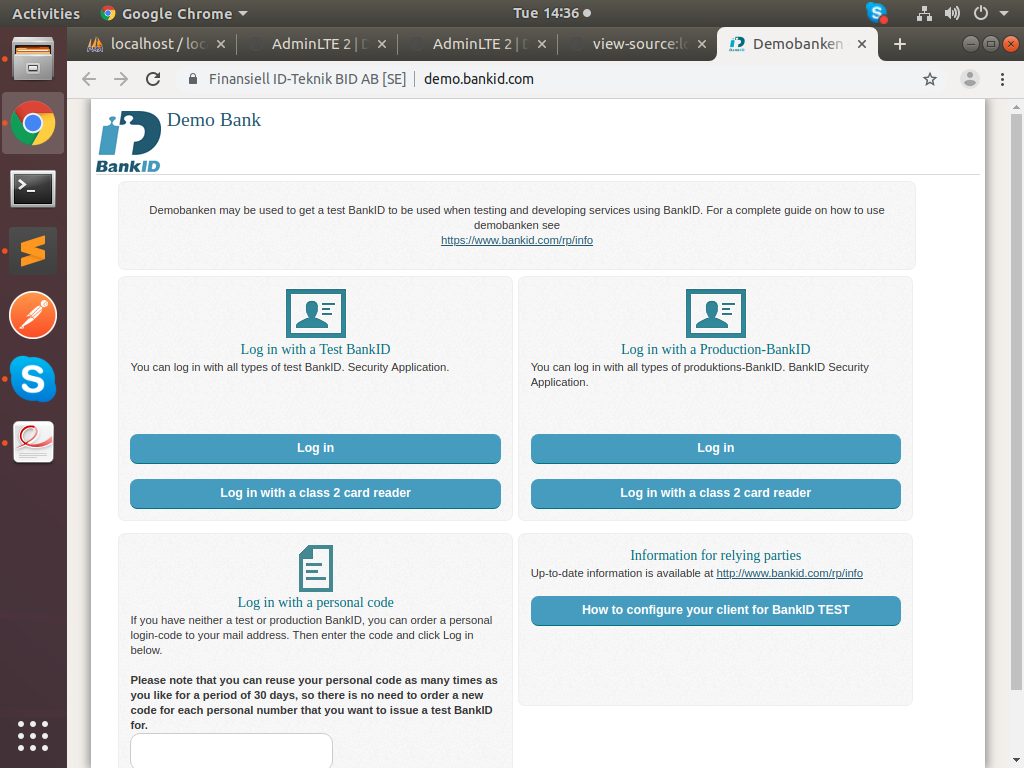 Activities
Google Chrome
Tue 14:36
localhost / loc
AdminLTE 2 | D
AdminLTE 2 | D
view-source:lo
Demobanken
Finansiell ID-Teknik BID AB [SE]
demo.bankid.com
BankID
Demo Bank
Demobanken may be used to get a test BankID to be used when testing and developing services using BankID. For a complete guide on how to use
demobanken see
https://www.bankid.com/rp/info
Log in with a Test BankID
You can log in with all types of test BankID. Security Application.
Log in
Log in with a class 2 card reader
Log in with a Production-BankID
You can log in with all types of produktions-BankID. BankID Security
Application.
Log in
Log in with a class 2 card reader
Log in with a personal code
If you have neither a test or production BankID, you can order a personal
login-code to your mail address. Then enter the code and click Log in
below.
Please note that you can reuse your personal code as many times as
you like for a period of 30 days, so there is no need to order a new
code for each personal number that you want to issue a test BankID
for.
Information for relying parties
Up-to-date information is available at http://www.bankid.com/rp/info
How to configure your client for BankID TEST